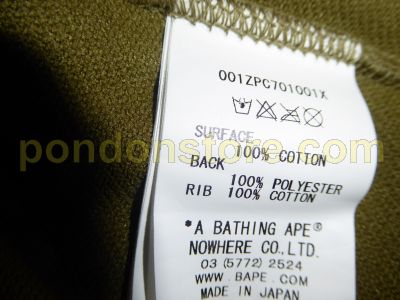 001ZPC701001X
SURFACE
100% COTTON
BACK
100% POLYESTER
RIB 100% COTTON
*A BATHING APE®
NOWHERE CO.,LTD.
03 (5772) 2524
WWW.BAPE.COM
MADE IN JAPAN
pondonstore.com